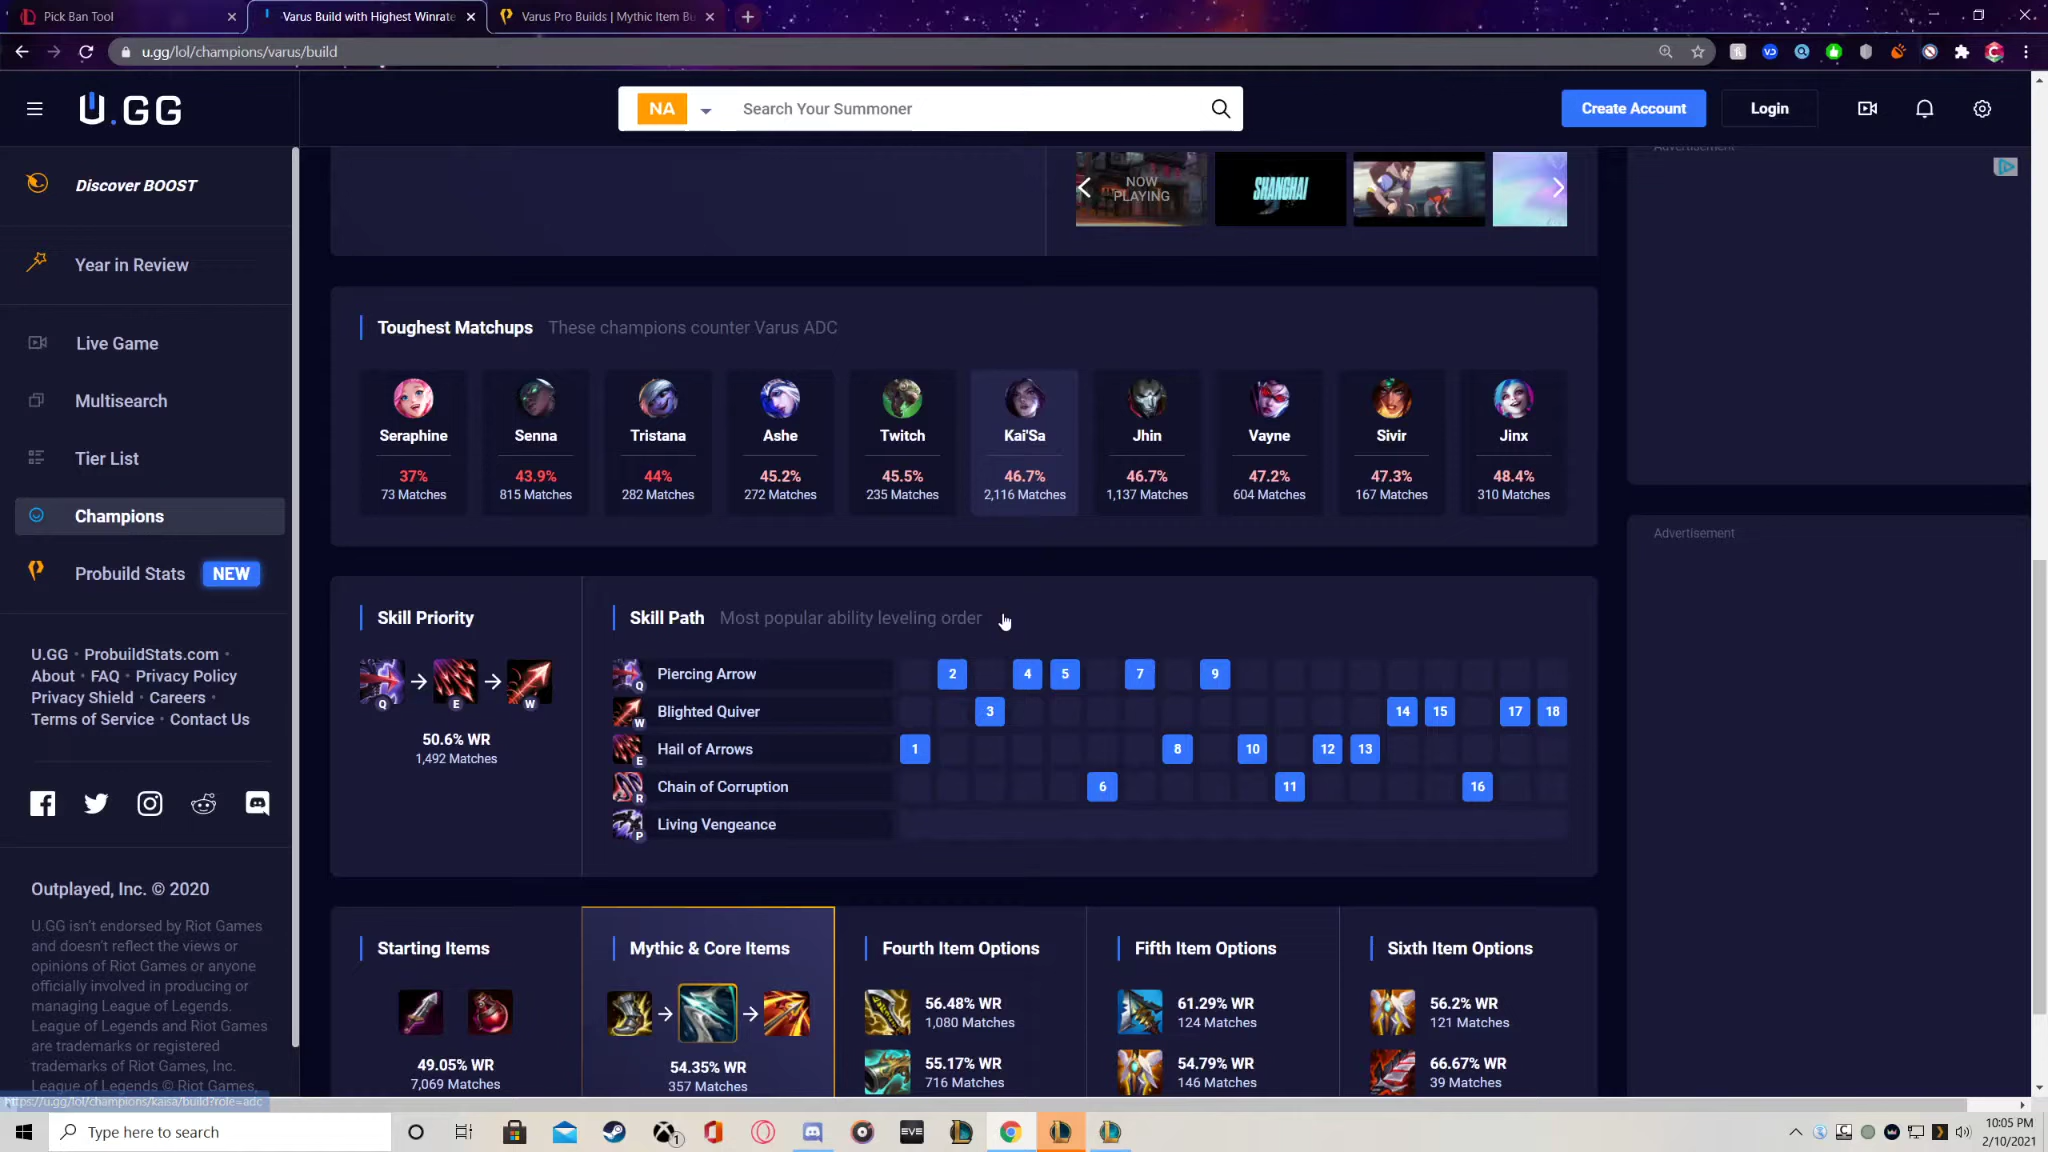 Pick Ban Tool
Varus Build with Highest Winrate
Varus Pro Builds | Mythic Item Bu
u.gg/lol/champions/varus/build
U.GG
NA
Search Your Summoner
Create Account
Login
Discover BOOST
Year in Review
Live Game
Multisearch
Tier List
Champions
Probuild Stats NEW
U.GG · ProbuildStats.com ·
About · FAQ · Privacy Policy
Privacy Shield · Careers ·
Terms of Service · Contact Us
Outplayed, Inc. © 2020
U.GG isn't endorsed by Riot Games
and doesn't reflect the views or
opinions of Riot Games or anyone
officially involved in producing or
managing League of Legends.
League of Legends and Riot Games
are trademarks or registered
trademarks of Riot Games, Inc.
League of Legends © Riot Games,
https://u.gg/lol/champions/kaisa/build?role=adc
NOW
PLAYING
SHANGHAI
Advertisement
Toughest Matchups These champions counter Varus ADC
Seraphine Senna Tristana Ashe Twitch Kai'Sa Jhin Vayne Sivir Jinx
37% 43.9% 44% 45.2% 45.5% 46.7% 46.7% 47.2% 47.3% 48.4%
73 Matches 815 Matches 282 Matches 272 Matches 235 Matches 2,116 Matches 1,137 Matches 604 Matches 167 Matches 310 Matches
Advertisement
Skill Priority
Q E W
50.6% WR
1,492 Matches
Skill Path Most popular ability leveling order
Q Piercing Arrow 2 4 5 7 9
W Blighted Quiver 3 14 15 17 18
E Hail of Arrows 1 8 10 12 13
R Chain of Corruption 6 11 16
P Living Vengeance
Starting Items
49.05% WR
7,069 Matches
Mythic & Core Items
54.35% WR
357 Matches
Fourth Item Options
56.48% WR
1,080 Matches
55.17% WR
716 Matches
Fifth Item Options
61.29% WR
124 Matches
54.79% WR
146 Matches
Sixth Item Options
56.2% WR
121 Matches
66.67% WR
39 Matches
Type here to search
1
EVE
10:05 PM
2/10/2021